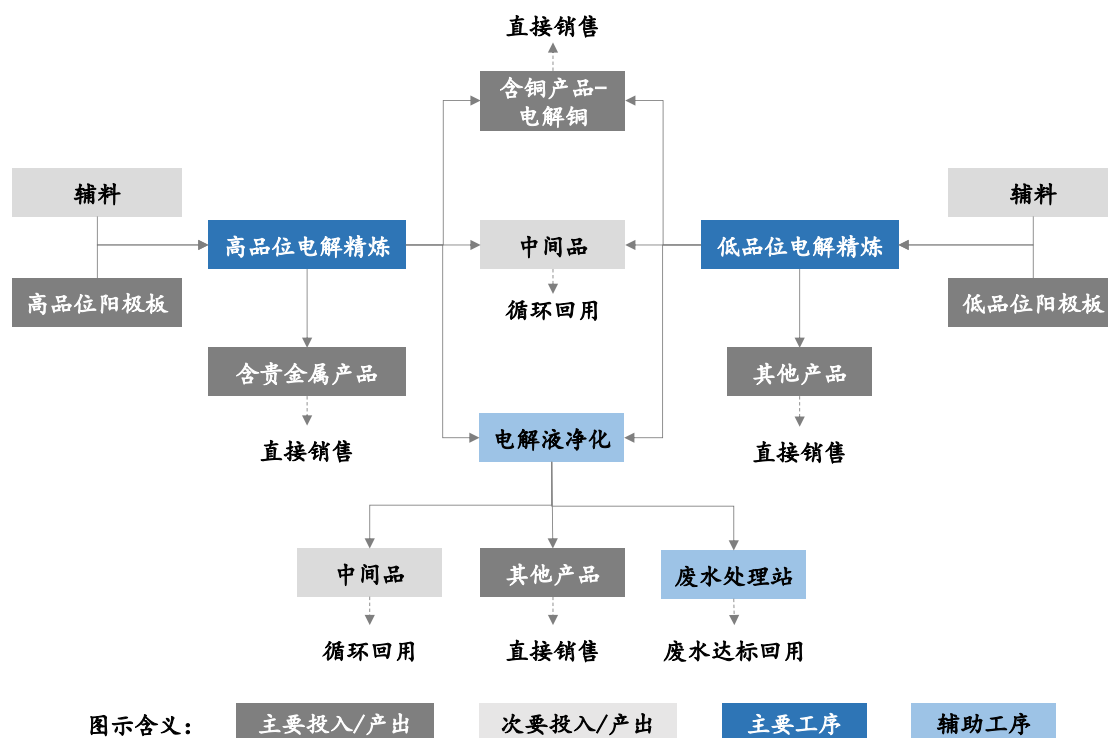 直接销售
含铜产品-
电解铜
辅料
辅料
高品位电解精炼
中间品
低品位电解精炼
高品位阳极板
循环回用
低品位阳极板
含贵金属产品
其他产品
直接销售
电解液净化
直接销售
中间品
其他产品
废水处理站
循环回用
直接销售
废水达标回用
图示含义：
主要投入/产出
次要投入/产出
主要工序
辅助工序